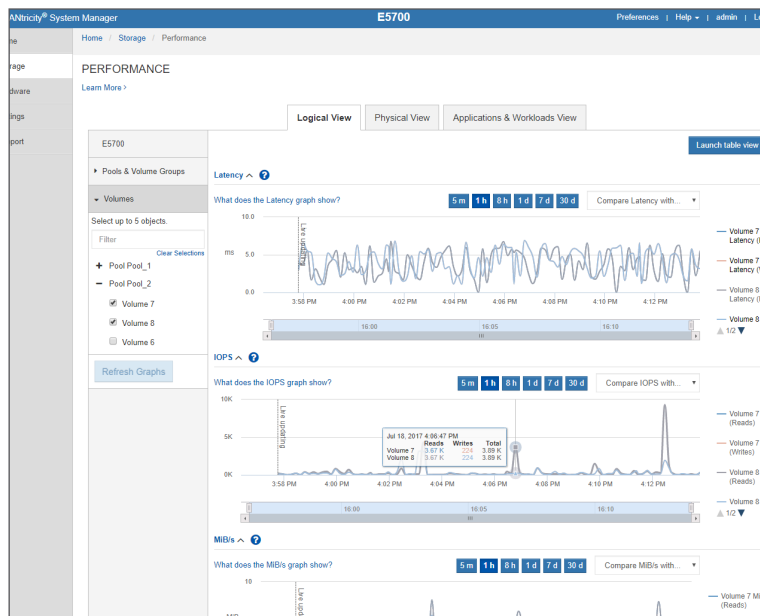 ANtricity® System Manager
E5700
Preferences | Help | admin | Lo
me
rage
dware
ings
port
Home / Storage / Performance
PERFORMANCE
Learn More >
Logical View
Physical View
Applications & Workloads View
E5700
Launch table view
Pools & Volume Groups
Volumes
Select up to 5 objects.
Filter
Clear Selections
+ Pool Pool_1
− Pool Pool_2
Volume 7
Volume 8
Volume 6
Refresh Graphs
Latency
What does the Latency graph show?
5 m 1 h 8 h 1 d 7 d 30 d
Compare Latency with...
10.0
ms 5.0
0.0
Live updating
3:58 PM 4:00 PM 4:02 PM 4:04 PM 4:06 PM 4:08 PM 4:10 PM 4:12 PM
16:00 16:05 16:10
Volume 7
Latency (
Volume 7
Latency (
Volume 8
Latency (
Volume 8
1/2
IOPS
What does the IOPS graph show?
5 m 1 h 8 h 1 d 7 d 30 d
Compare IOPS with...
10K
5K
0K
Live updating
Jul 18, 2017 4:06:47 PM
Reads Writes Total
Volume 7 3.67 K 224 3.89 K
Volume 8 3.67 K 224 3.89 K
3:58 PM 4:00 PM 4:02 PM 4:04 PM 4:06 PM 4:08 PM 4:10 PM 4:12 PM
16:00 16:05 16:10
Volume 7
(Reads)
Volume 7
(Writes)
Volume 8
(Reads)
Volume 8
1/2
MiB/s
What does the MiB/s graph show?
5 m 1 h 8 h 1 d 7 d 30 d
Compare MiB/s with...
10
MiB
Live upd
Volume 7 Mi
(Reads)